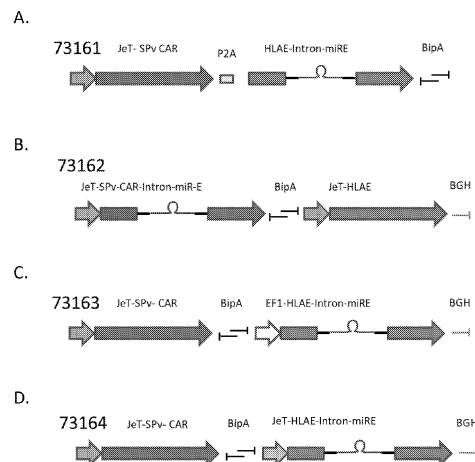 A.
73161 JeT- SPv CAR P2A HLAE-Intron-miRE BipA
B.
73162
JeT-SPv-CAR-Intron-miR-E BipA JeT-HLAE BGH
C.
73163 JeT-SPv- CAR BipA EF1-HLAE-Intron-miRE BGH
D.
73164 JeT-SPv- CAR BipA JeT-HLAE-Intron-miRE BGH